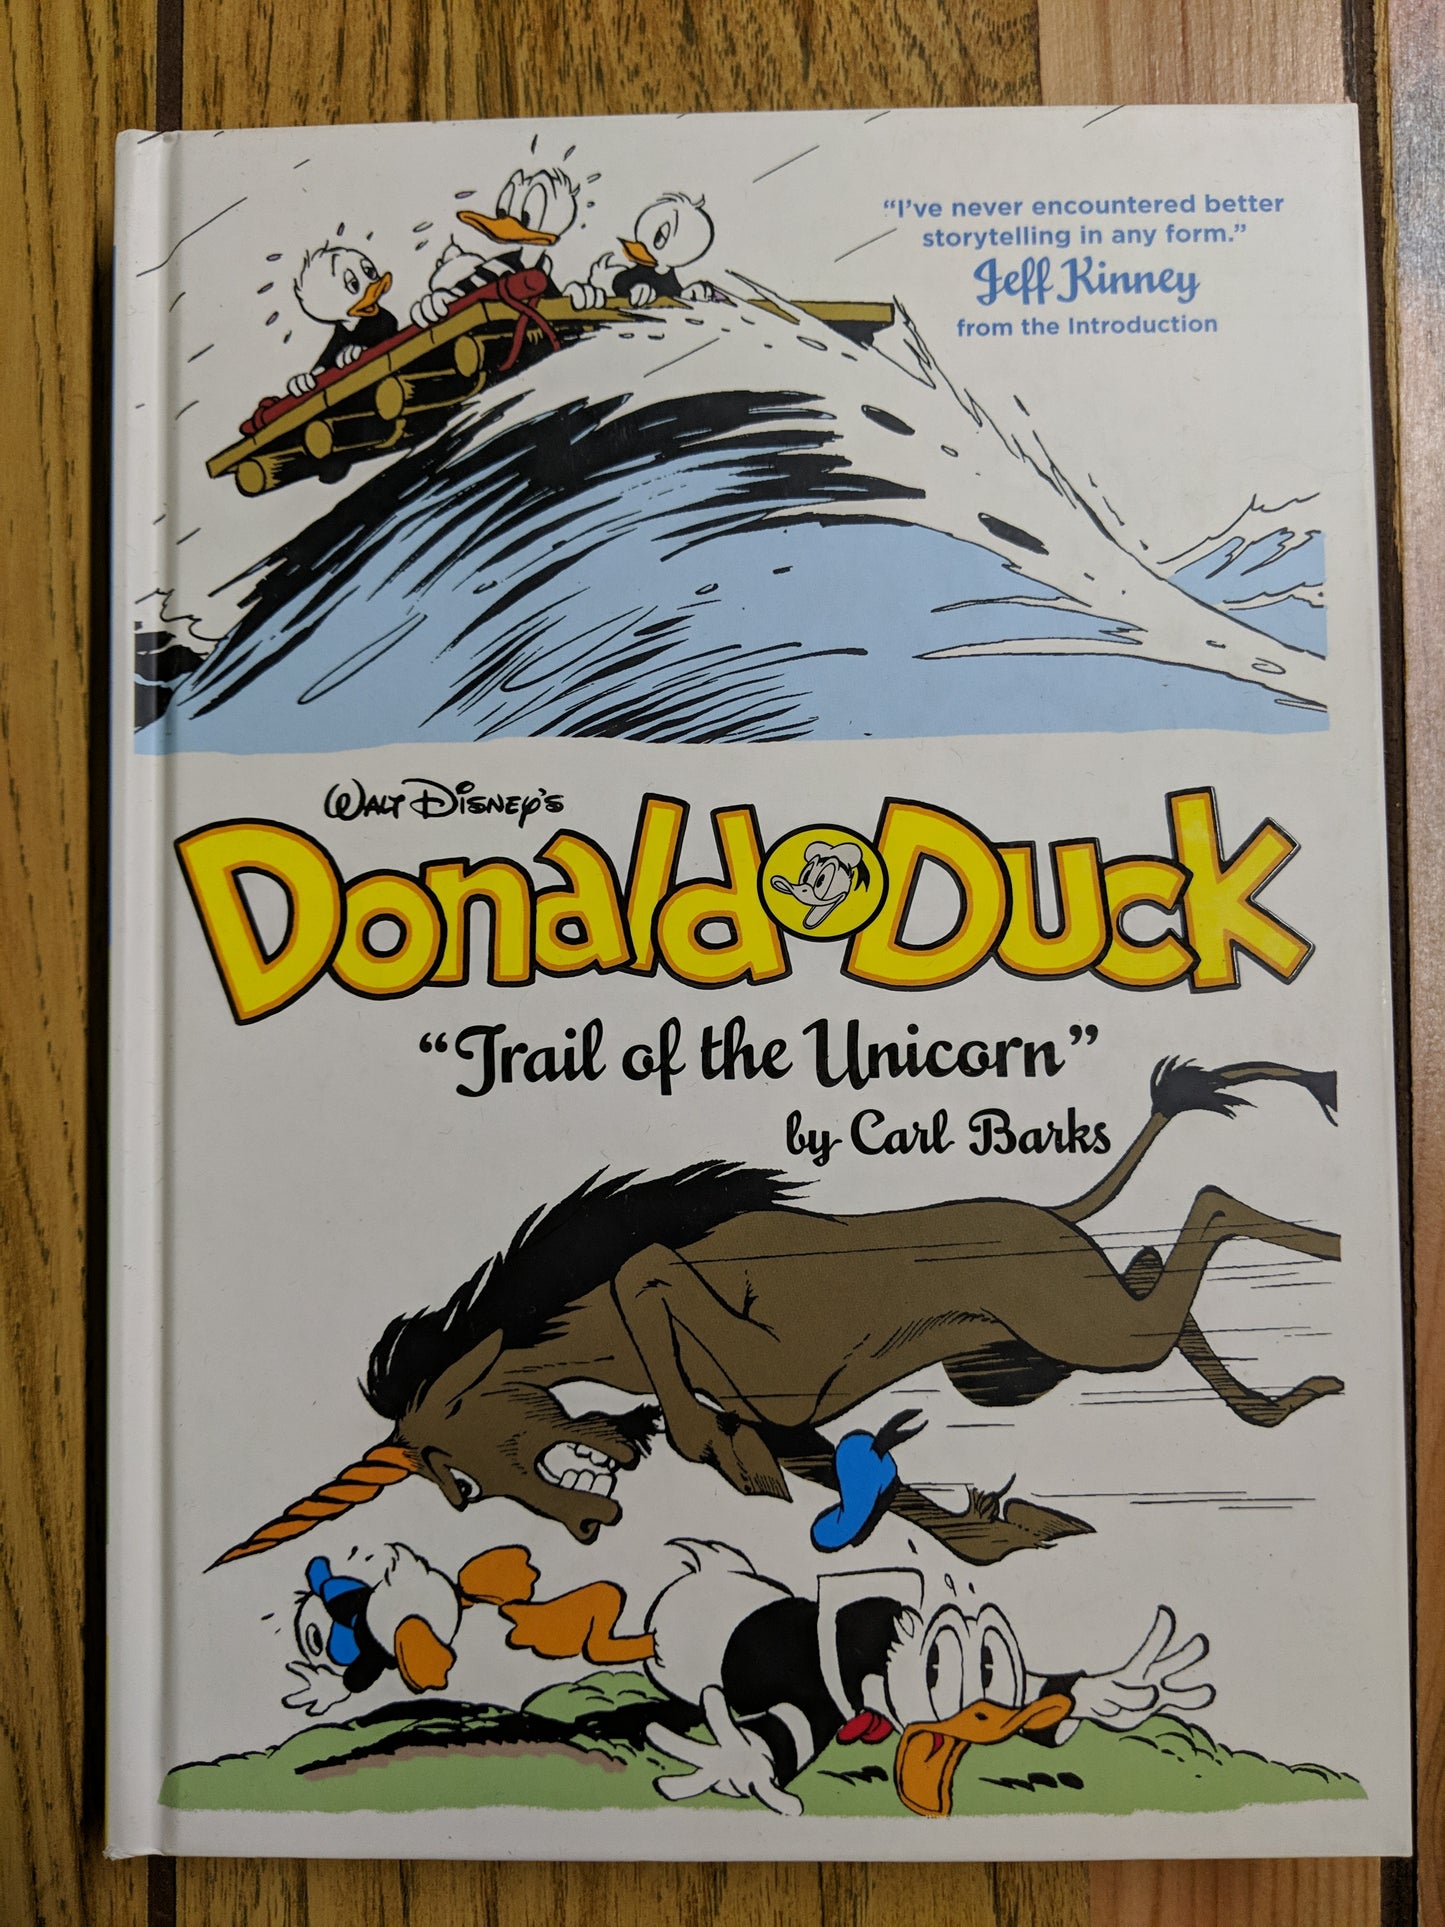 “I’ve never encountered better
storytelling in any form.”
Jeff Kinney
from the Introduction
Walt Disney’s
Donald Duck
“Trail of the Unicorn”
by Carl Barks